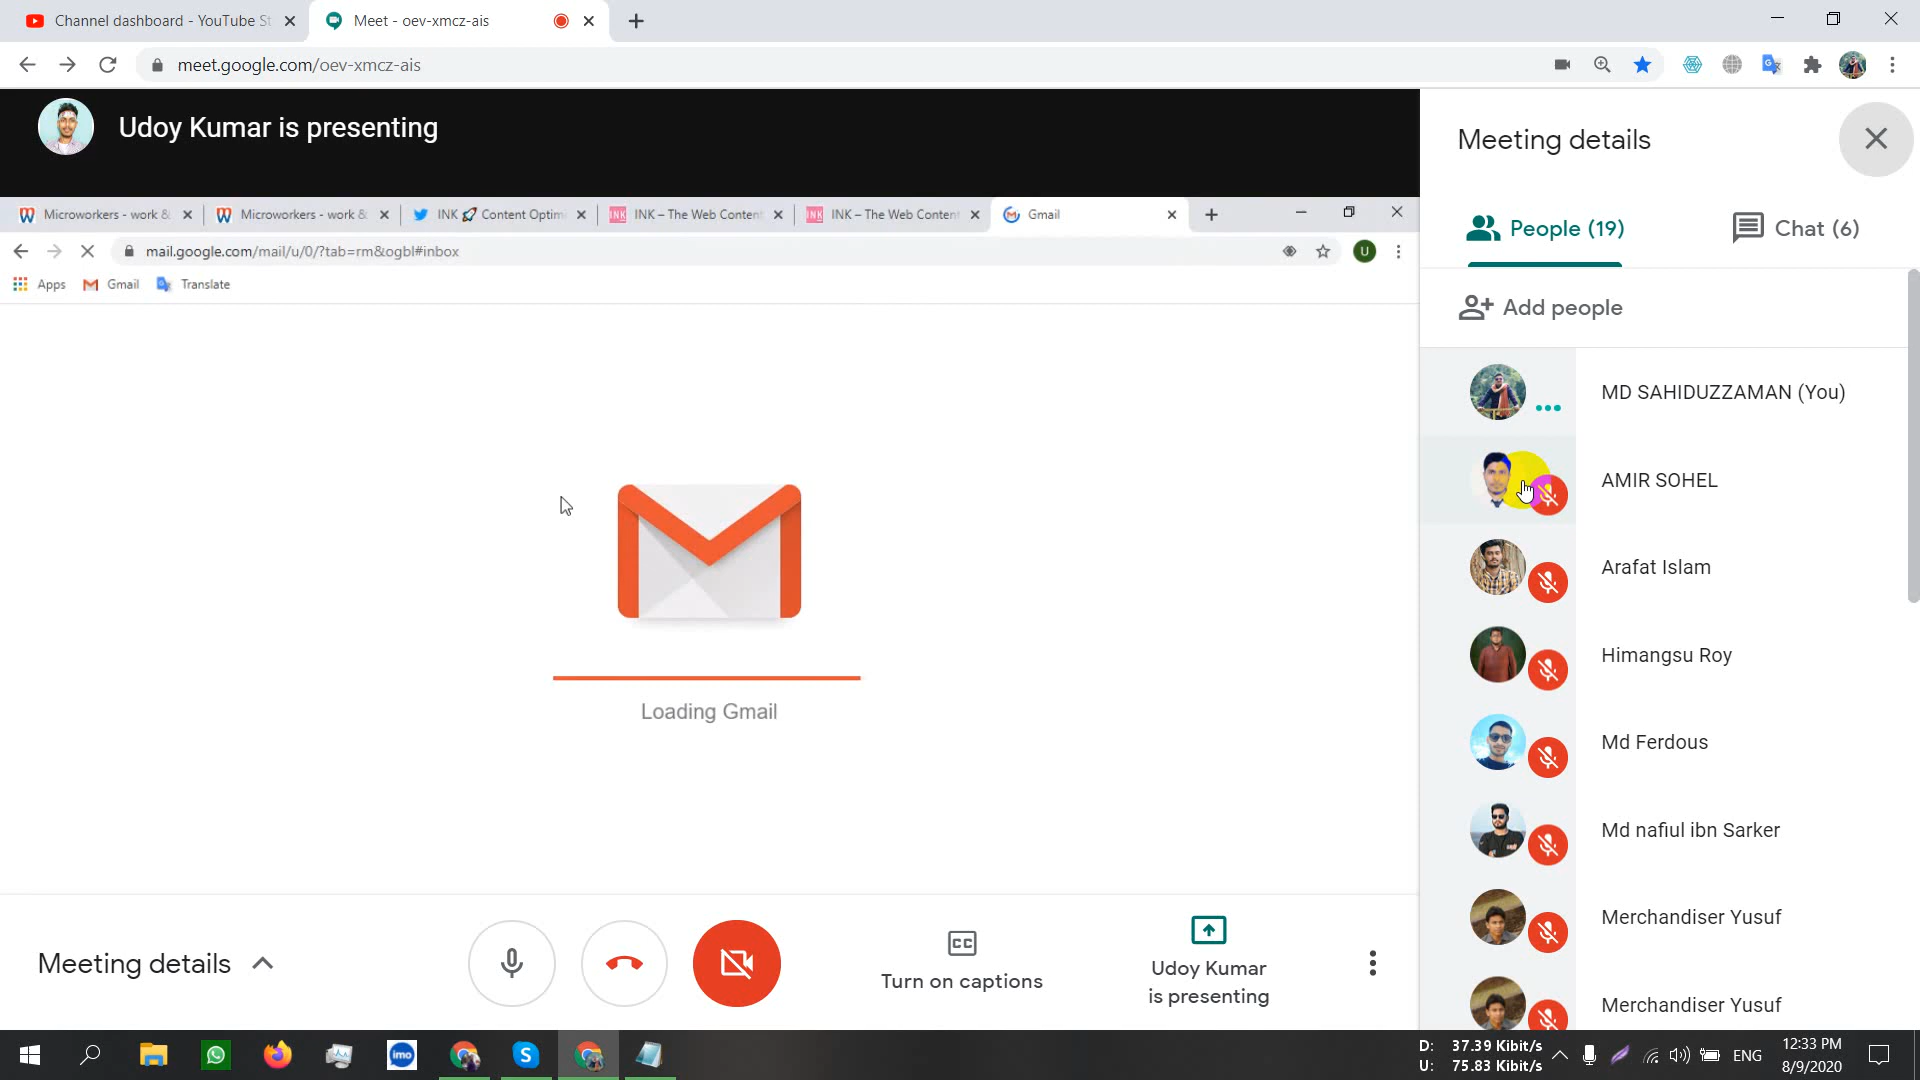 Channel dashboard - YouTube St
Meet - oev-xmcz-ais
meet.google.com/oev-xmcz-ais
Udoy Kumar is presenting
Microworkers - work &
Microworkers - work &
INK 🚀 Content Optim
INK – The Web Content
INK – The Web Content
Gmail
mail.google.com/mail/u/0/?tab=rm&ogbl#inbox
U
Apps
Gmail
Translate
Loading Gmail
Meeting details
People (19)
Chat (6)
Add people
MD SAHIDUZZAMAN (You)
AMIR SOHEL
Arafat Islam
Himangsu Roy
Md Ferdous
Md nafiul ibn Sarker
Merchandiser Yusuf
Merchandiser Yusuf
Meeting details
CC
Turn on captions
Udoy Kumar
is presenting
imo
D: 37.39 Kibit/s
U: 75.83 Kibit/s
ENG
12:33 PM
8/9/2020